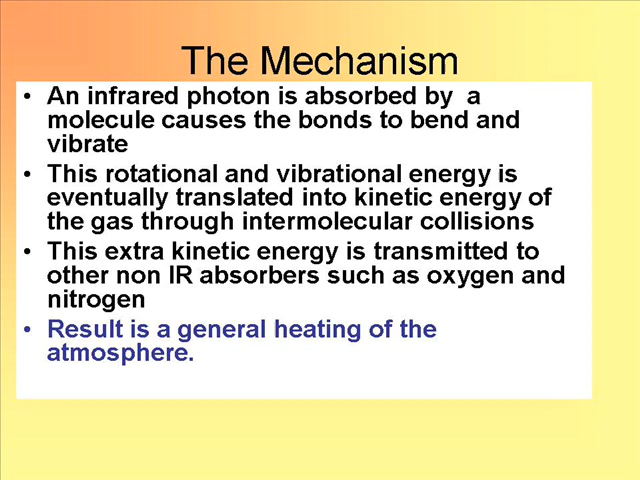 The Mechanism
• An infrared photon is absorbed by  a
molecule causes the bonds to bend and
vibrate
• This rotational and vibrational energy is
eventually translated into kinetic energy of
the gas through intermolecular collisions
• This extra kinetic energy is transmitted to
other non IR absorbers such as oxygen and
nitrogen
• Result is a general heating of the
atmosphere.